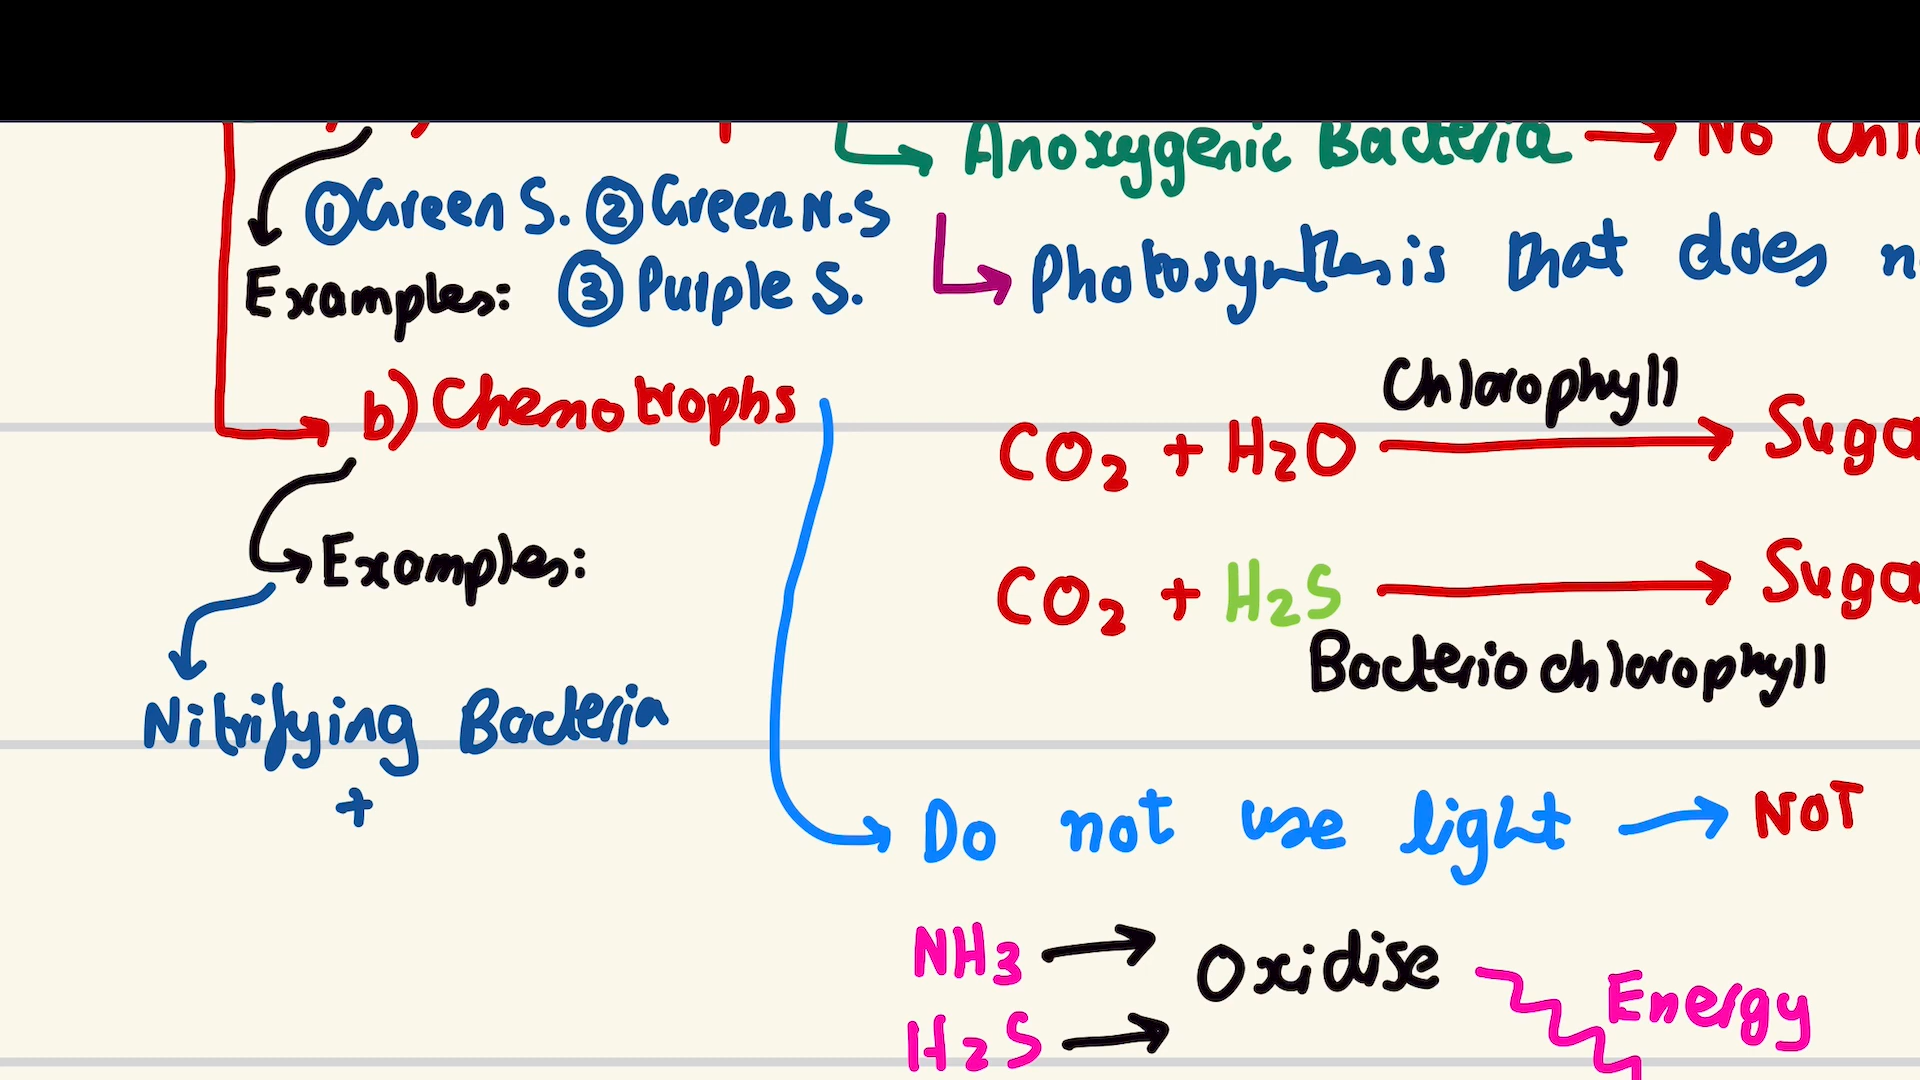 Anoxygenic Bacteria → No Chl
① Green S. ② Green N-S
Examples: ③ Purple S.
Photosynthesis that does n
b) Chemotrophs
Chlorophyll
CO2 + H2O → Suga
Examples:
CO2 + H2S → Suga
Bacteriochlorophyll
Nitrifying Bacteria
+
Do not use light → NOT
NH3 → Oxidise
Energy
H2S →